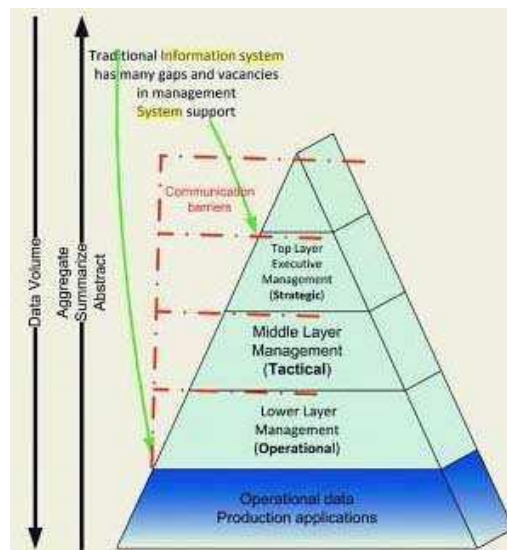 Traditional Information system
has many gaps and vacancies
in management
System support
Communication
barriers
Data Volume
Aggregate
Summarize
Abstract
Top Layer
Executive
Management
(Strategic)
Middle Layer
Management
(Tactical)
Lower Layer
Management
(Operational)
Operational data
Production applications